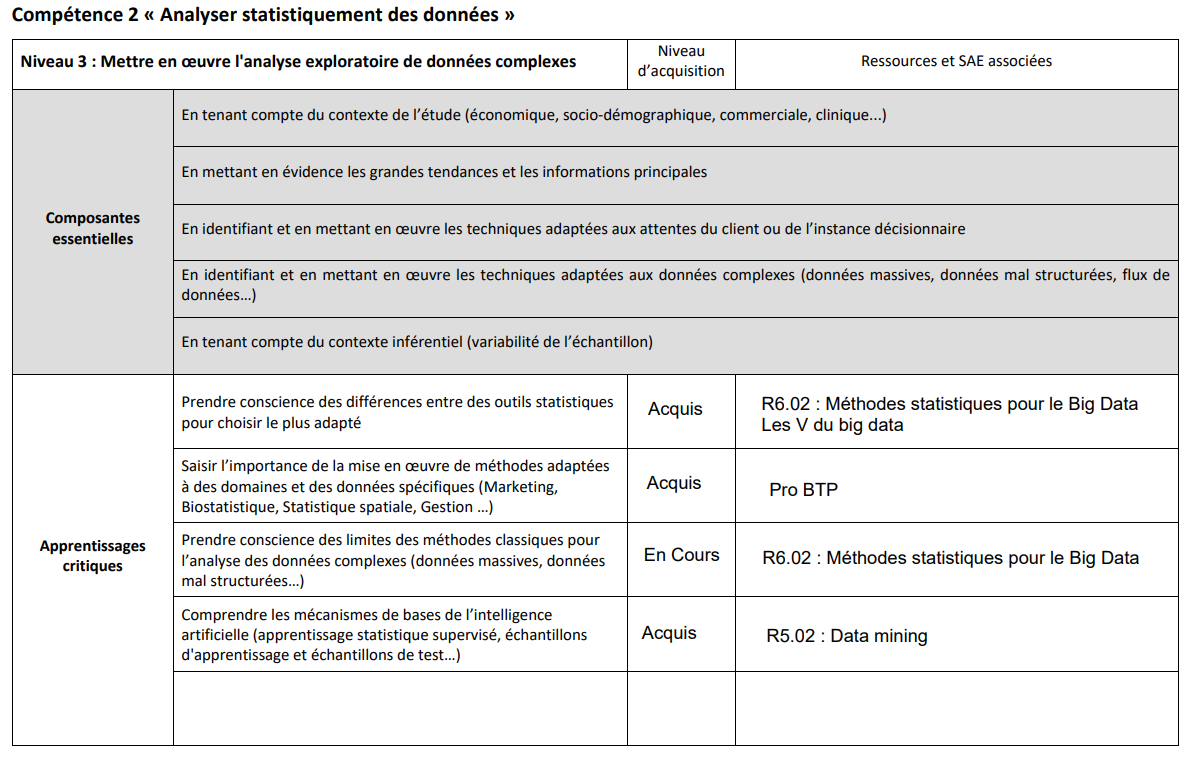 Compétence 2 « Analyser statistiquement des données »
Niveau 3 : Mettre en œuvre l'analyse exploratoire de données complexes
Niveau
d’acquisition
Ressources et SAE associées
Composantes
essentielles
En tenant compte du contexte de l’étude (économique, socio-démographique, commerciale, clinique...)
En mettant en évidence les grandes tendances et les informations principales
En identifiant et en mettant en œuvre les techniques adaptées aux attentes du client ou de l’instance décisionnaire
En identifiant et en mettant en œuvre les techniques adaptées aux données complexes (données massives, données mal structurées, flux de
données…)
En tenant compte du contexte inférentiel (variabilité de l’échantillon)
Apprentissages
critiques
Prendre conscience des différences entre des outils statistiques
pour choisir le plus adapté
Acquis
R6.02 : Méthodes statistiques pour le Big Data
Les V du big data
Saisir l’importance de la mise en œuvre de méthodes adaptées
à des domaines et des données spécifiques (Marketing,
Biostatistique, Statistique spatiale, Gestion …)
Acquis
Pro BTP
Prendre conscience des limites des méthodes classiques pour
l’analyse des données complexes (données massives, données
mal structurées…)
En Cours
R6.02 : Méthodes statistiques pour le Big Data
Comprendre les mécanismes de bases de l’intelligence
artificielle (apprentissage statistique supervisé, échantillons
d'apprentissage et échantillons de test…)
Acquis
R5.02 : Data mining